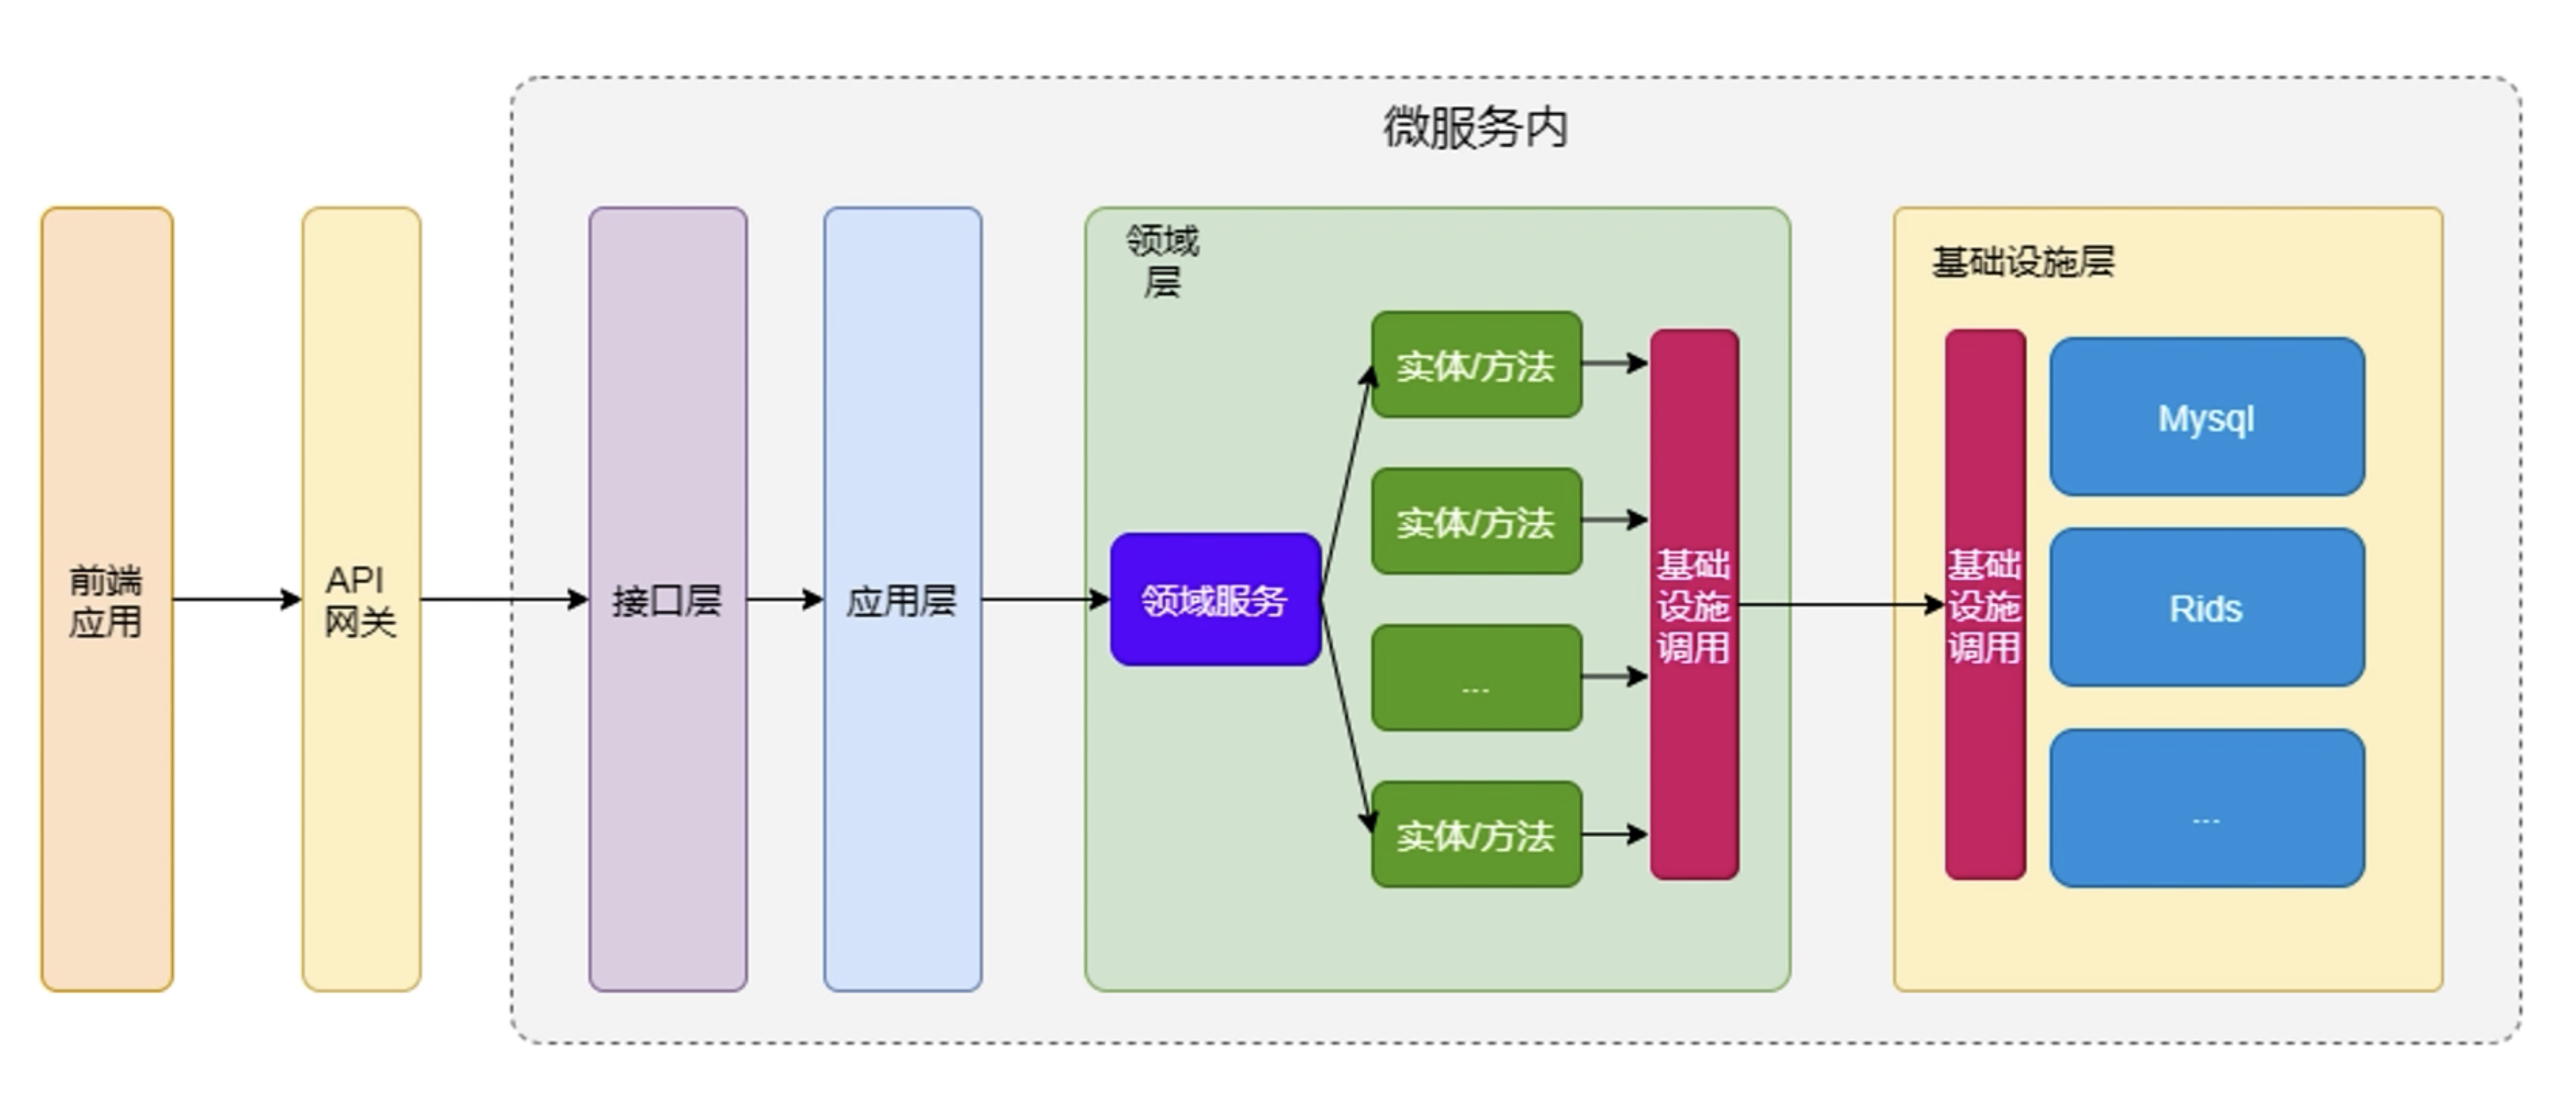 微服务内
前端
应用
API
网关
接口层
应用层
领域
层
领域服务
实体/方法
实体/方法
...
实体/方法
基础
设施
调用
基础设施层
基础
设施
调用
Mysql
Rids
...